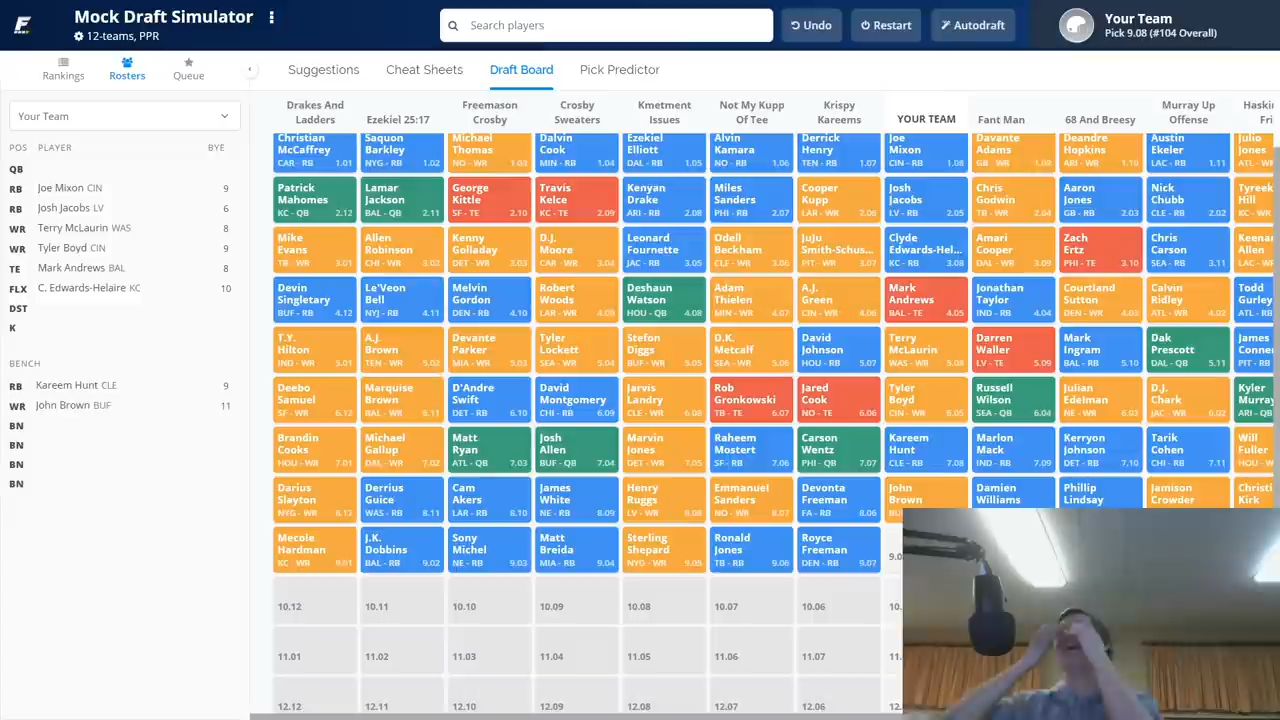 Mock Draft Simulator
12-teams, PPR
Search players
Undo
Restart
Autodraft
Your Team
Pick 9.08 (#104 Overall)
Rankings
Rosters
Queue
Suggestions
Cheat Sheets
Draft Board
Pick Predictor
Your Team
POS PLAYER BYE
QB
RB Joe Mixon CIN 9
RB Josh Jacobs LV 6
WR Terry McLaurin WAS 8
WR Tyler Boyd CIN 9
TE Mark Andrews BAL 8
FLX C. Edwards-Helaire KC 10
DST
K
BENCH
RB Kareem Hunt CLE 9
WR John Brown BUF 11
BN
BN
BN
BN
Drakes And Ladders
Ezekiel 25:17
Freemason Crosby
Crosby Sweaters
Kmetment Issues
Not My Kupp Of Tee
Krispy Kareems
YOUR TEAM
Fant Man
68 And Breesy
Murray Up Offense
Christian McCaffrey CAR - RB 1.01
Saquon Barkley NYG - RB 1.02
Michael Thomas NO - WR 1.03
Dalvin Cook MIN - RB 1.04
Ezekiel Elliott DAL - RB 1.05
Alvin Kamara NO - RB 1.06
Derrick Henry TEN - RB 1.07
Joe Mixon CIN - RB 1.08
Davante Adams GB - WR 1.09
Deandre Hopkins ARI - WR 1.10
Austin Ekeler LAC - RB 1.11
Julio Jones ATL - WR
Patrick Mahomes KC - QB 2.12
Lamar Jackson BAL - QB 2.11
George Kittle SF - TE 2.10
Travis Kelce KC - TE 2.09
Kenyan Drake ARI - RB 2.08
Miles Sanders PHI - RB 2.07
Cooper Kupp LAR - WR 2.06
Josh Jacobs LV - RB 2.05
Chris Godwin TB - WR 2.04
Aaron Jones GB - RB 2.03
Nick Chubb CLE - RB 2.02
Tyreek Hill KC - WR
Mike Evans TB - WR 3.01
Allen Robinson CHI - WR 3.02
Kenny Golladay DET - WR 3.03
D.J. Moore CAR - WR 3.04
Leonard Fournette JAC - RB 3.05
Odell Beckham CLE - WR 3.06
JuJu Smith-Schus... PIT - WR 3.07
Clyde Edwards-Hel... KC - RB 3.08
Amari Cooper DAL - WR 3.09
Zach Ertz PHI - TE 3.10
Chris Carson SEA - RB 3.11
Keenan Allen LAC - WR
Devin Singletary BUF - RB 4.12
Le'Veon Bell NYJ - RB 4.11
Melvin Gordon DEN - RB 4.10
Robert Woods LAR - WR 4.09
Deshaun Watson HOU - QB 4.08
Adam Thielen MIN - WR 4.07
A.J. Green CIN - WR 4.06
Mark Andrews BAL - TE 4.05
Jonathan Taylor IND - RB 4.04
Courtland Sutton DEN - WR 4.03
Calvin Ridley ATL - WR 4.02
Todd Gurley ATL - RB
T.Y. Hilton IND - WR 5.01
A.J. Brown TEN - WR 5.02
Devante Parker MIA - WR 5.03
Tyler Lockett SEA - WR 5.04
Stefon Diggs BUF - WR 5.05
D.K. Metcalf SEA - WR 5.06
David Johnson HOU - RB 5.07
Terry McLaurin WAS - WR 5.08
Darren Waller LV - TE 5.09
Mark Ingram BAL - RB 5.10
Dak Prescott DAL - QB 5.11
James Conner PIT - RB
Deebo Samuel SF - WR 6.12
Marquise Brown BAL - WR 6.11
D'Andre Swift DET - RB 6.10
David Montgomery CHI - RB 6.09
Jarvis Landry CLE - WR 6.08
Rob Gronkowski TB - TE 6.07
Jared Cook NO - TE 6.06
Tyler Boyd CIN - WR 6.05
Russell Wilson SEA - QB 6.04
Julian Edelman NE - WR 6.03
D.J. Chark JAC - WR 6.02
Kyler Murray ARI - QB
Brandin Cooks HOU - WR 7.01
Michael Gallup DAL - WR 7.02
Matt Ryan ATL - QB 7.03
Josh Allen BUF - QB 7.04
Marvin Jones DET - WR 7.05
Raheem Mostert SF - RB 7.06
Carson Wentz PHI - QB 7.07
Kareem Hunt CLE - RB 7.08
Marlon Mack IND - RB 7.09
Kerryon Johnson DET - RB 7.10
Tarik Cohen CHI - RB 7.11
Will Fuller HOU - WR
Darius Slayton NYG - WR 8.12
Derrius Guice WAS - RB 8.11
Cam Akers LAR - RB 8.10
James White NE - RB 8.09
Henry Ruggs LV - WR 8.08
Emmanuel Sanders NO - WR 8.07
Devonta Freeman FA - RB 8.06
John Brown
Damien Williams
Phillip Lindsay
Jamison Crowder
Christian Kirk
Mecole Hardman KC - WR 9.01
J.K. Dobbins BAL - RB 9.02
Sony Michel NE - RB 9.03
Matt Breida MIA - RB 9.04
Sterling Shepard NYG - WR 9.05
Ronald Jones TB - RB 9.06
Royce Freeman DEN - RB 9.07
10.12 10.11 10.10 10.09 10.08 10.07 10.06
11.01 11.02 11.03 11.04 11.05 11.06 11.07
12.12 12.11 12.10 12.09 12.08 12.07 12.06